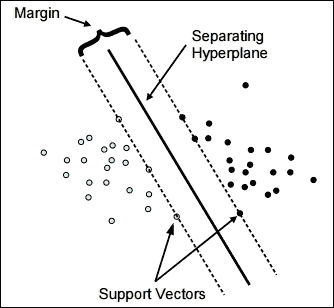 Margin
Separating
Hyperplane
Support Vectors